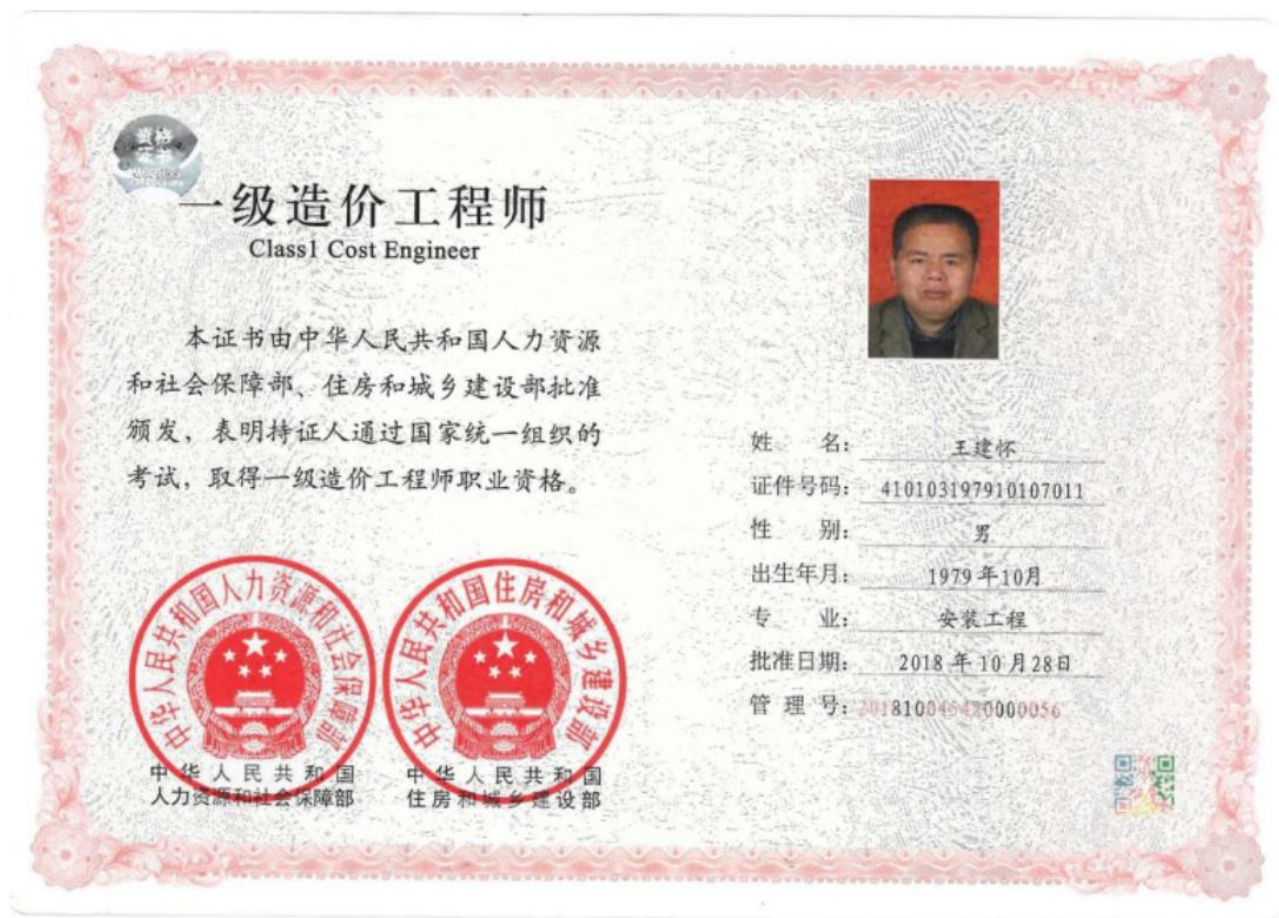 资格
一级造价工程师
Class1 Cost Engineer
本证书由中华人民共和国人力资源
和社会保障部、住房和城乡建设部批准
颁发，表明持证人通过国家统一组织的
考试，取得一级造价工程师职业资格。
中华人民共和国人力资源和社会保障部
中华人民共和国住房和城乡建设部
中华人民共和国
人力资源和社会保障部
中华人民共和国
住房和城乡建设部
姓 名：王建怀
证件号码：410103197910107011
性 别：男
出生年月：1979年10月
专 业：安装工程
批准日期：2018年10月28日
管 理 号：